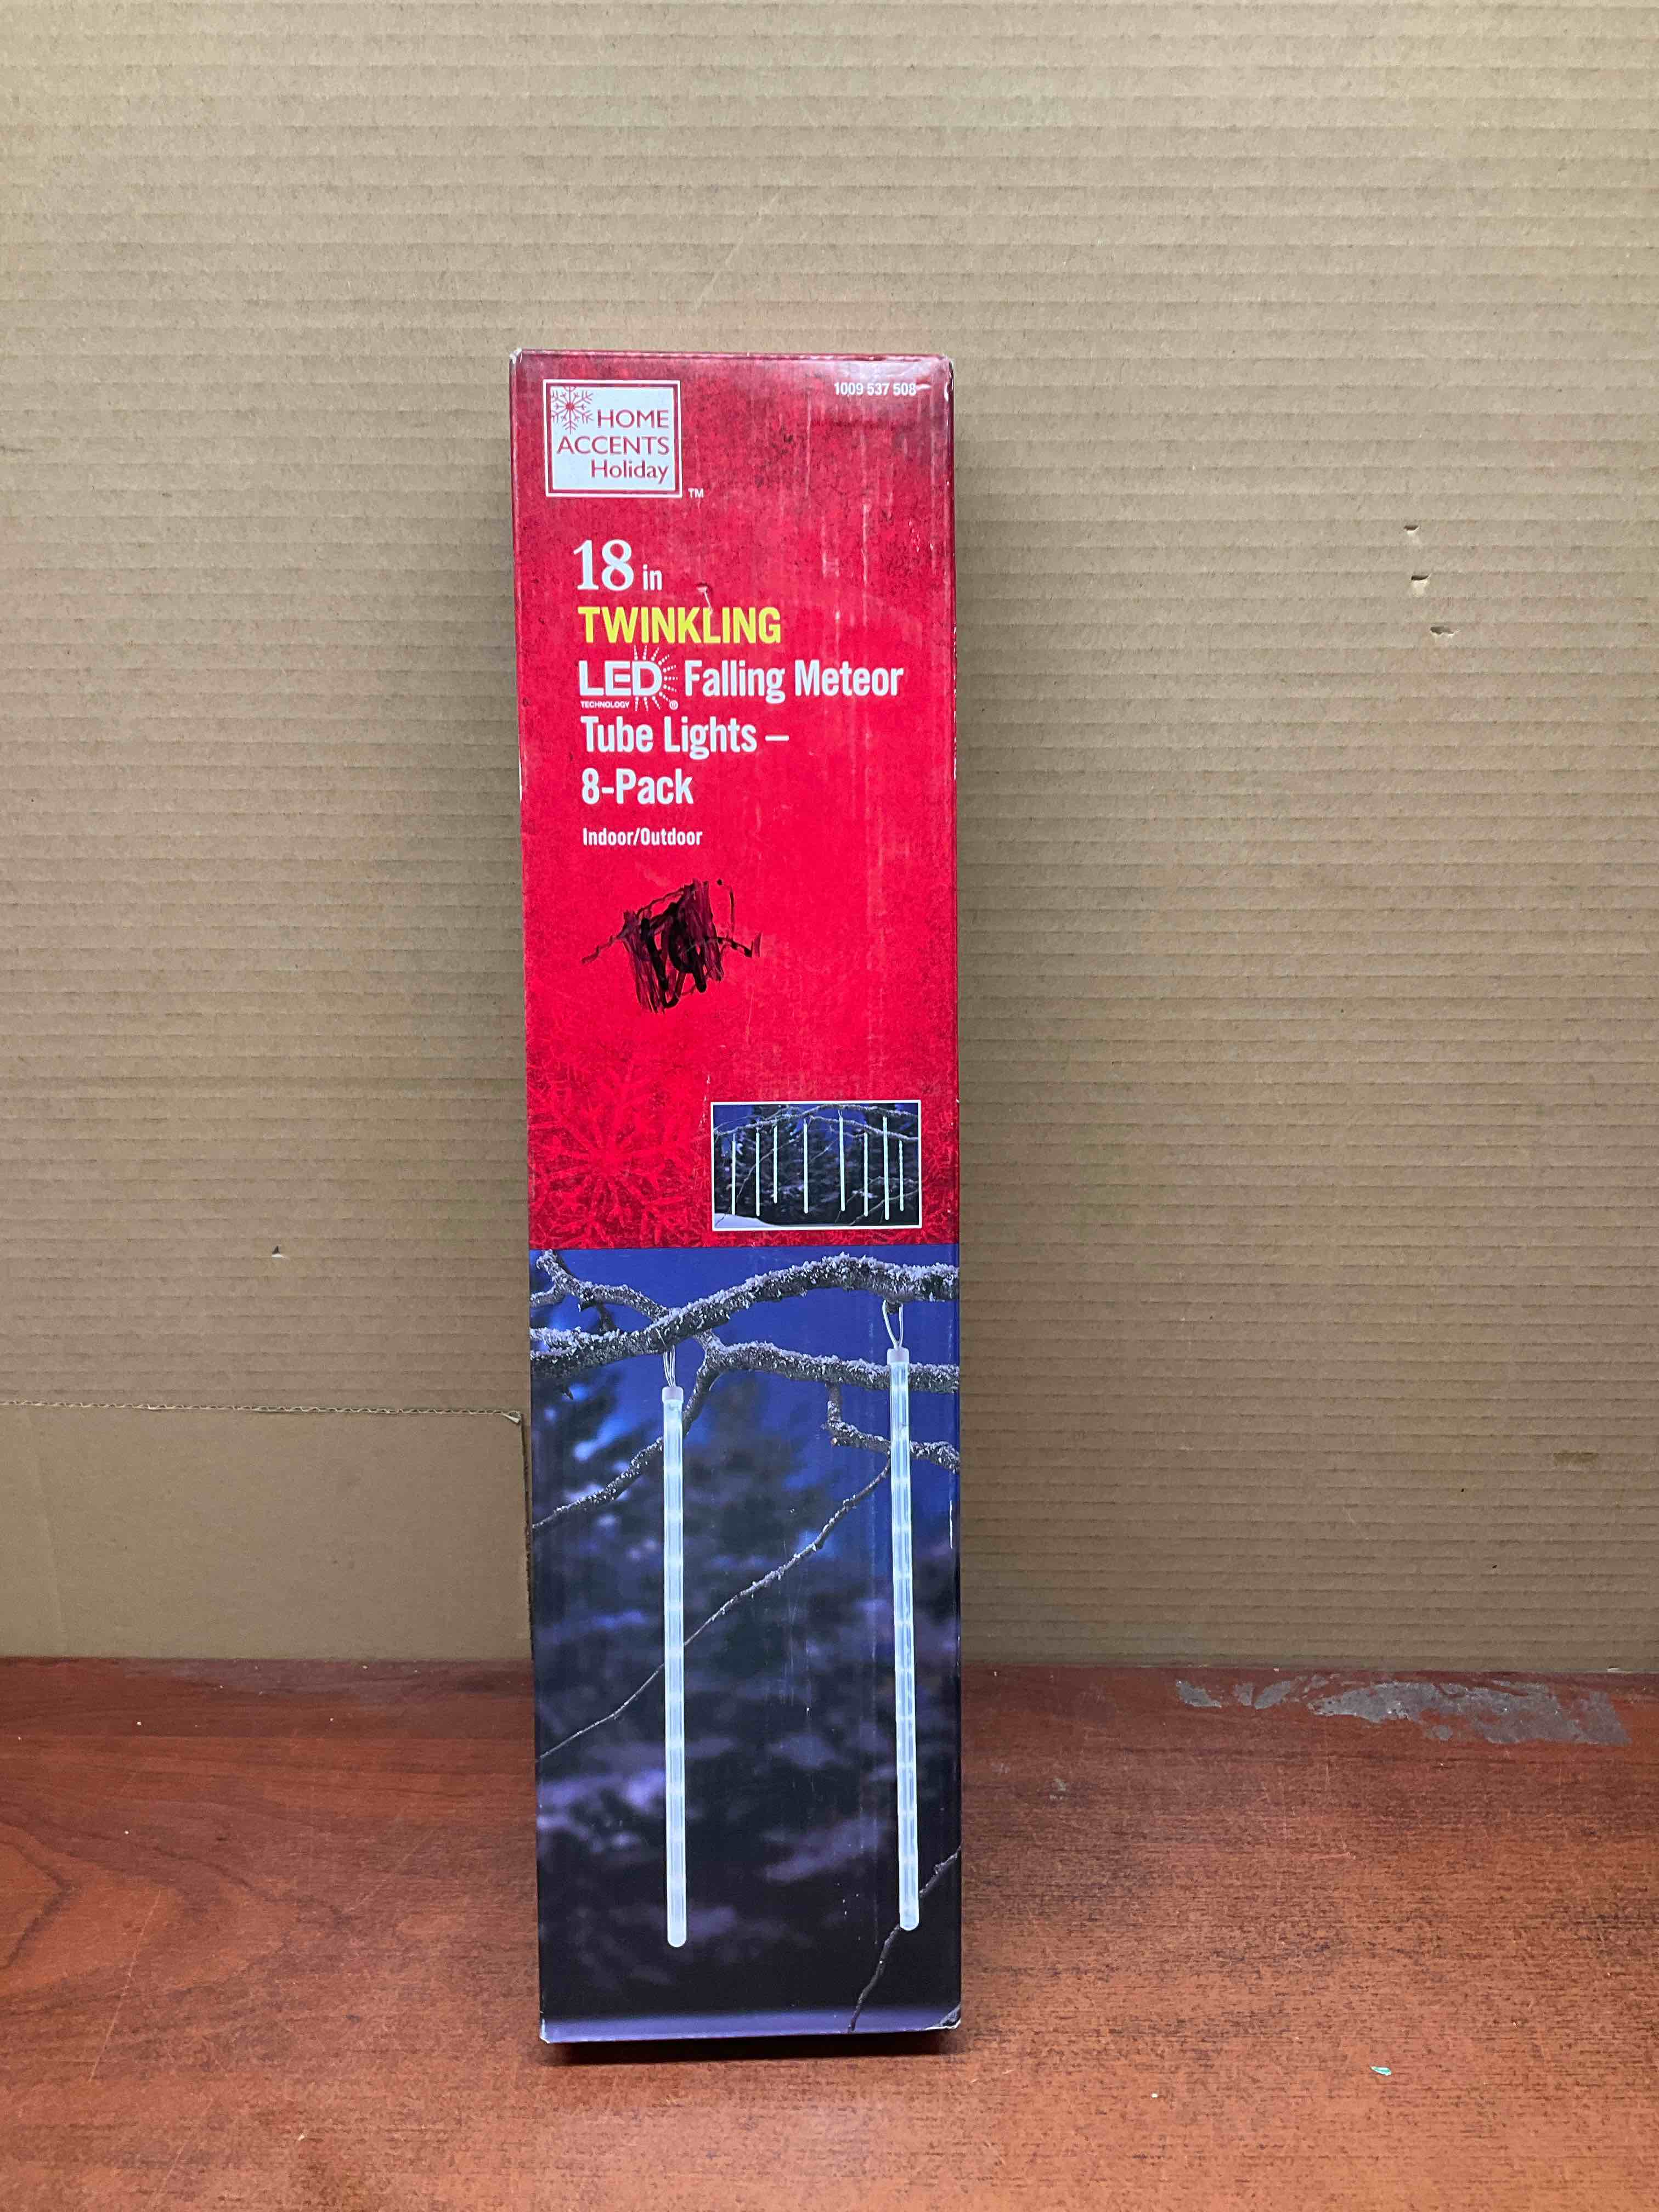 HOME
ACCENTS
Holiday
TM
1009 537 508
18 in
TWINKLING
LED Falling Meteor
TECHNOLOGY ®
Tube Lights –
8-Pack
Indoor/Outdoor